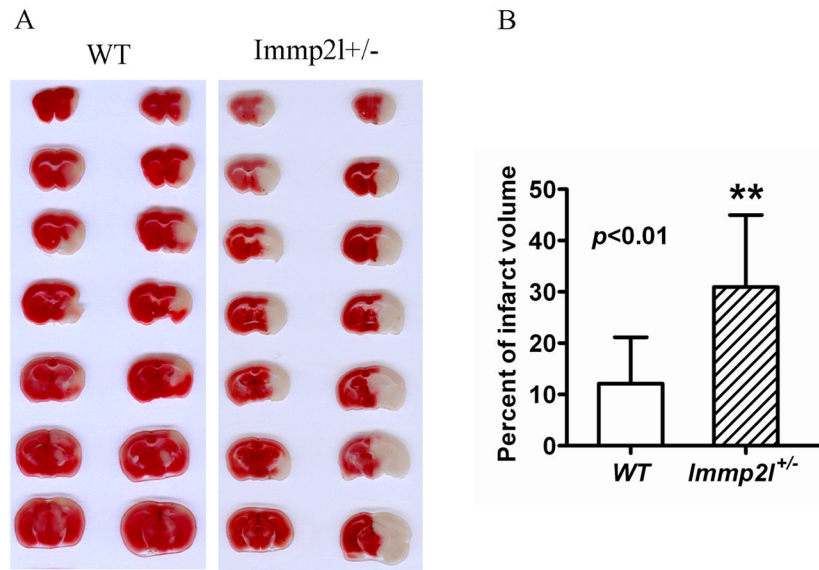 A
B
WT
Immp2l+/-
Percent of infarct volume
50
40
30
20
10
0
p<0.01
**
WT
Immp2l+/-